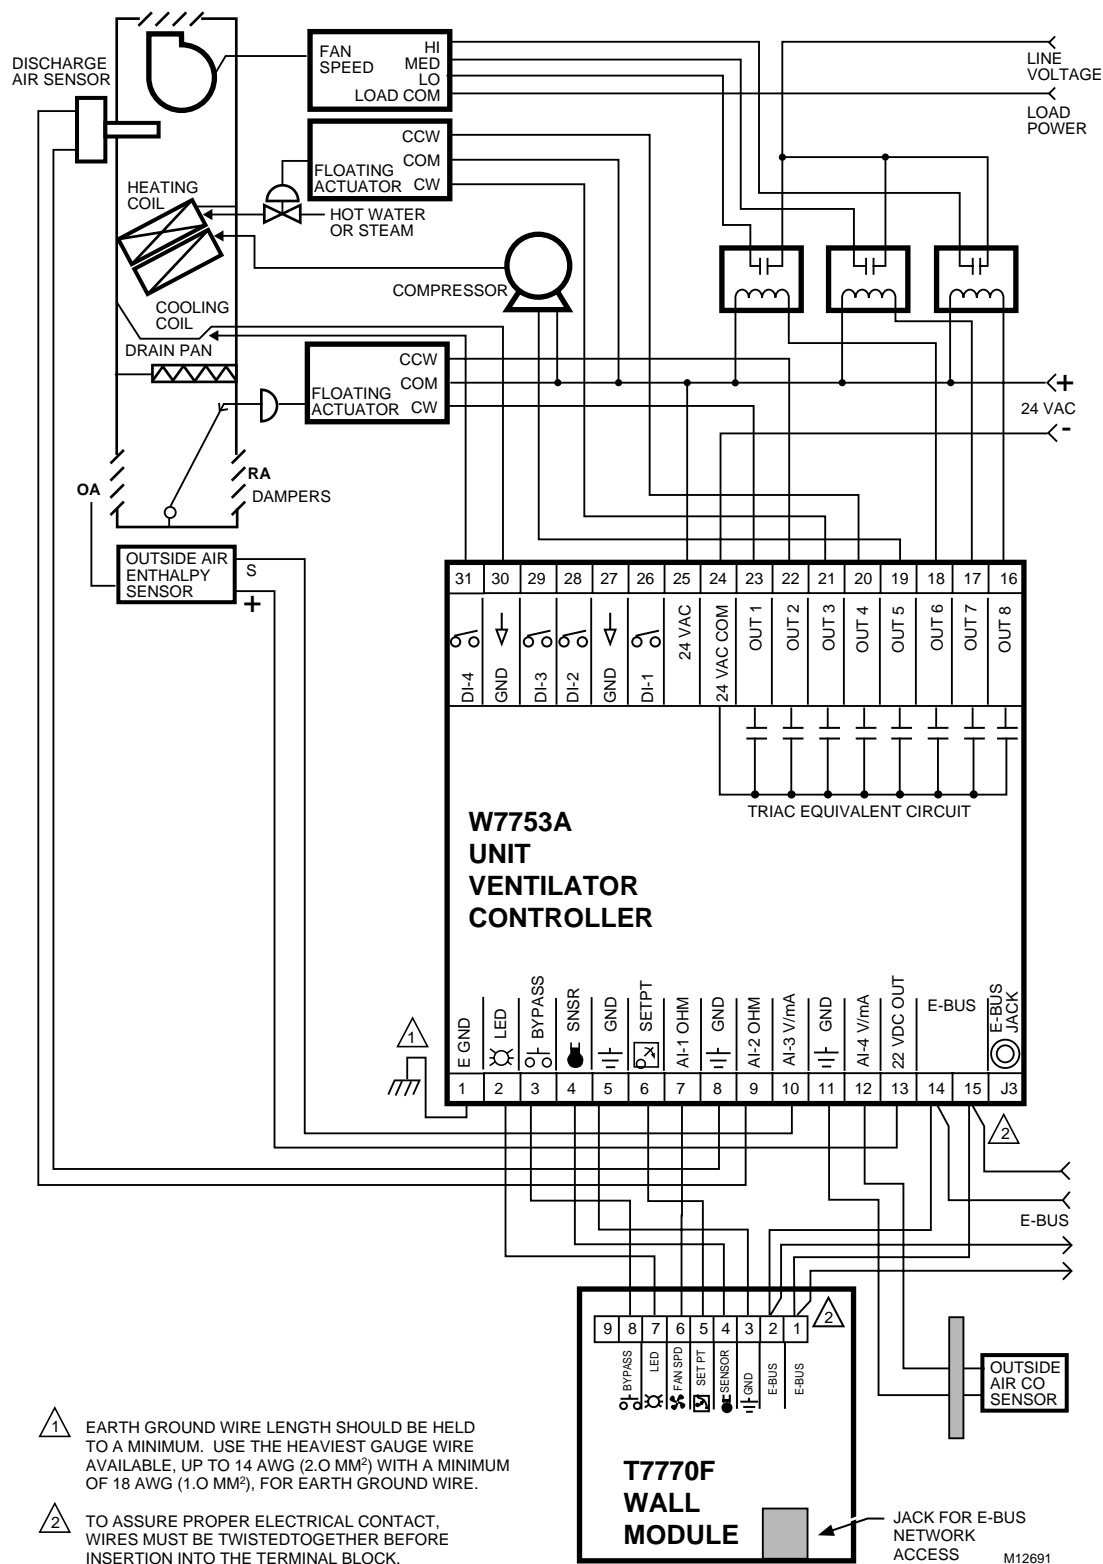 DISCHARGE
AIR SENSOR
FAN
SPEED
HI
MED
LO
LOAD COM
LINE
VOLTAGE
LOAD
POWER
FLOATING
ACTUATOR
CCW
COM
CW
HEATING
COIL
HOT WATER
OR STEAM
COMPRESSOR
COOLING
COIL
DRAIN PAN
FLOATING
ACTUATOR
CCW
COM
CW
+
24 VAC
-
OA
RA
DAMPERS
OUTSIDE AIR
ENTHALPY
SENSOR
S
+
31 30 29 28 27 26 25 24 23 22 21 20 19 18 17 16
DI-4
GND
DI-3
DI-2
GND
DI-1
24 VAC
24 VAC COM
OUT 1
OUT 2
OUT 3
OUT 4
OUT 5
OUT 6
OUT 7
OUT 8
TRIAC EQUIVALENT CIRCUIT
W7753A
UNIT
VENTILATOR
CONTROLLER
1
E GND
LED
BYPASS
SNSR
GND
SETPT
AI-1 OHM
GND
AI-2 OHM
AI-3 V/mA
GND
AI-4 V/mA
22 VDC OUT
E-BUS
E-BUS
JACK
1 2 3 4 5 6 7 8 9 10 11 12 13 14 15 J3
2
E-BUS
9 8 7 6 5 4 3 2 1
2
BYPASS
LED
FAN SPD
SET PT
SENSOR
GND
E-BUS
E-BUS
OUTSIDE
AIR CO
SENSOR
T7770F
WALL
MODULE
JACK FOR E-BUS
NETWORK
ACCESS
M12691
1 EARTH GROUND WIRE LENGTH SHOULD BE HELD
TO A MINIMUM. USE THE HEAVIEST GAUGE WIRE
AVAILABLE, UP TO 14 AWG (2.O MM²) WITH A MINIMUM
OF 18 AWG (1.O MM²), FOR EARTH GROUND WIRE.
2 TO ASSURE PROPER ELECTRICAL CONTACT,
WIRES MUST BE TWISTEDTOGETHER BEFORE
INSERTION INTO THE TERMINAL BLOCK.